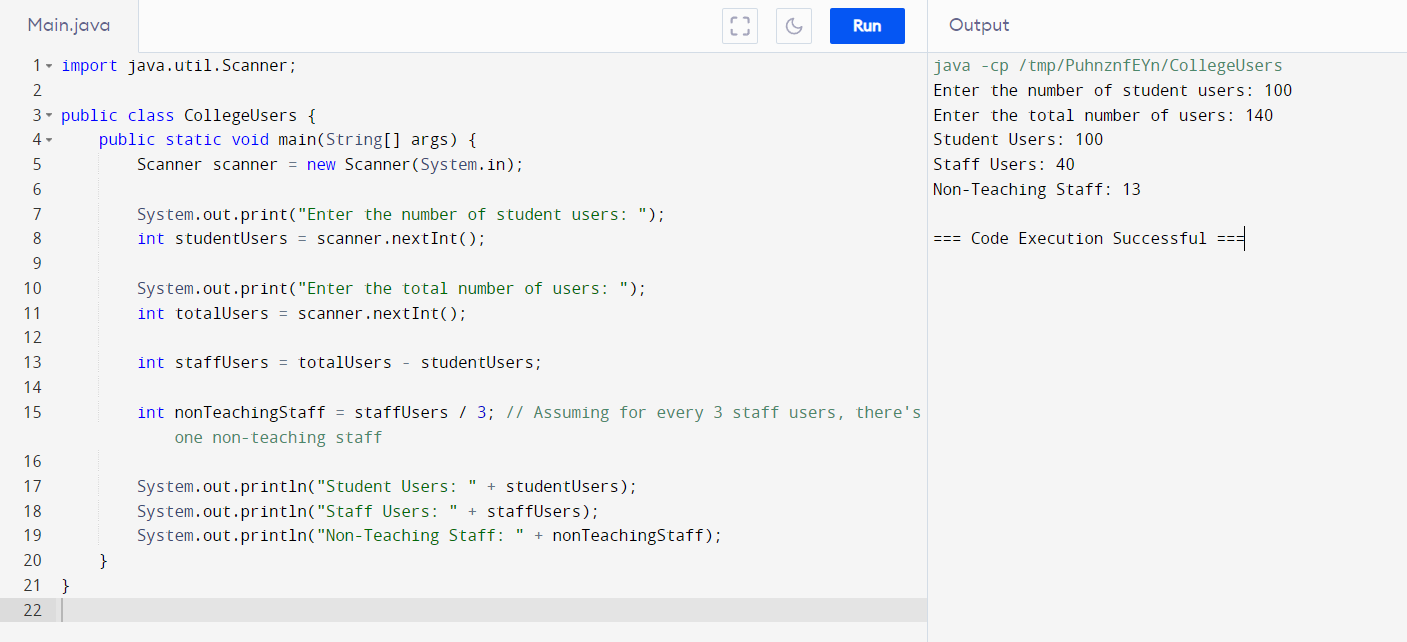 Main.java
Run
Output
1 import java.util.Scanner;
2
3 public class CollegeUsers {
4     public static void main(String[] args) {
5         Scanner scanner = new Scanner(System.in);
6
7         System.out.print("Enter the number of student users: ");
8         int studentUsers = scanner.nextInt();
9
10         System.out.print("Enter the total number of users: ");
11         int totalUsers = scanner.nextInt();
12
13         int staffUsers = totalUsers - studentUsers;
14
15         int nonTeachingStaff = staffUsers / 3; // Assuming for every 3 staff users, there's
            one non-teaching staff
16
17         System.out.println("Student Users: " + studentUsers);
18         System.out.println("Staff Users: " + staffUsers);
19         System.out.println("Non-Teaching Staff: " + nonTeachingStaff);
20     }
21 }
22
java -cp /tmp/PuhnznfEYn/CollegeUsers
Enter the number of student users: 100
Enter the total number of users: 140
Student Users: 100
Staff Users: 40
Non-Teaching Staff: 13
=== Code Execution Successful ===